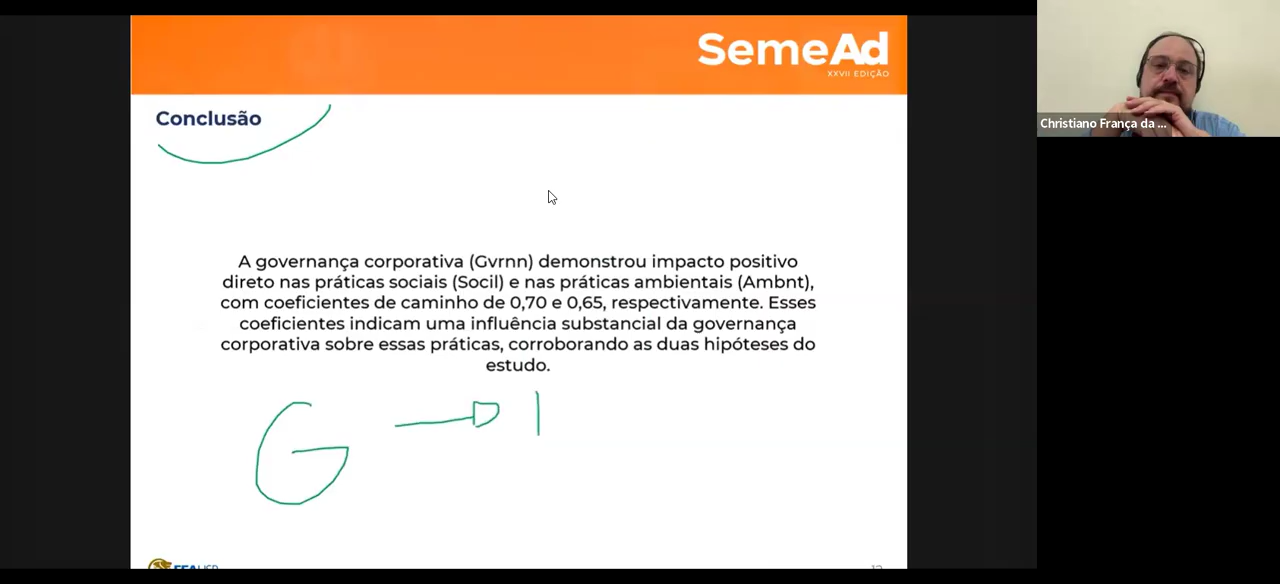 SemeAd
XXVII EDIÇÃO
Conclusão
Christiano França da ...
A governança corporativa (Gvrnn) demonstrou impacto positivo
direto nas práticas sociais (Socil) e nas práticas ambientais (Ambnt),
com coeficientes de caminho de 0,70 e 0,65, respectivamente. Esses
coeficientes indicam uma influência substancial da governança
corporativa sobre essas práticas, corroborando as duas hipóteses do
estudo.
G